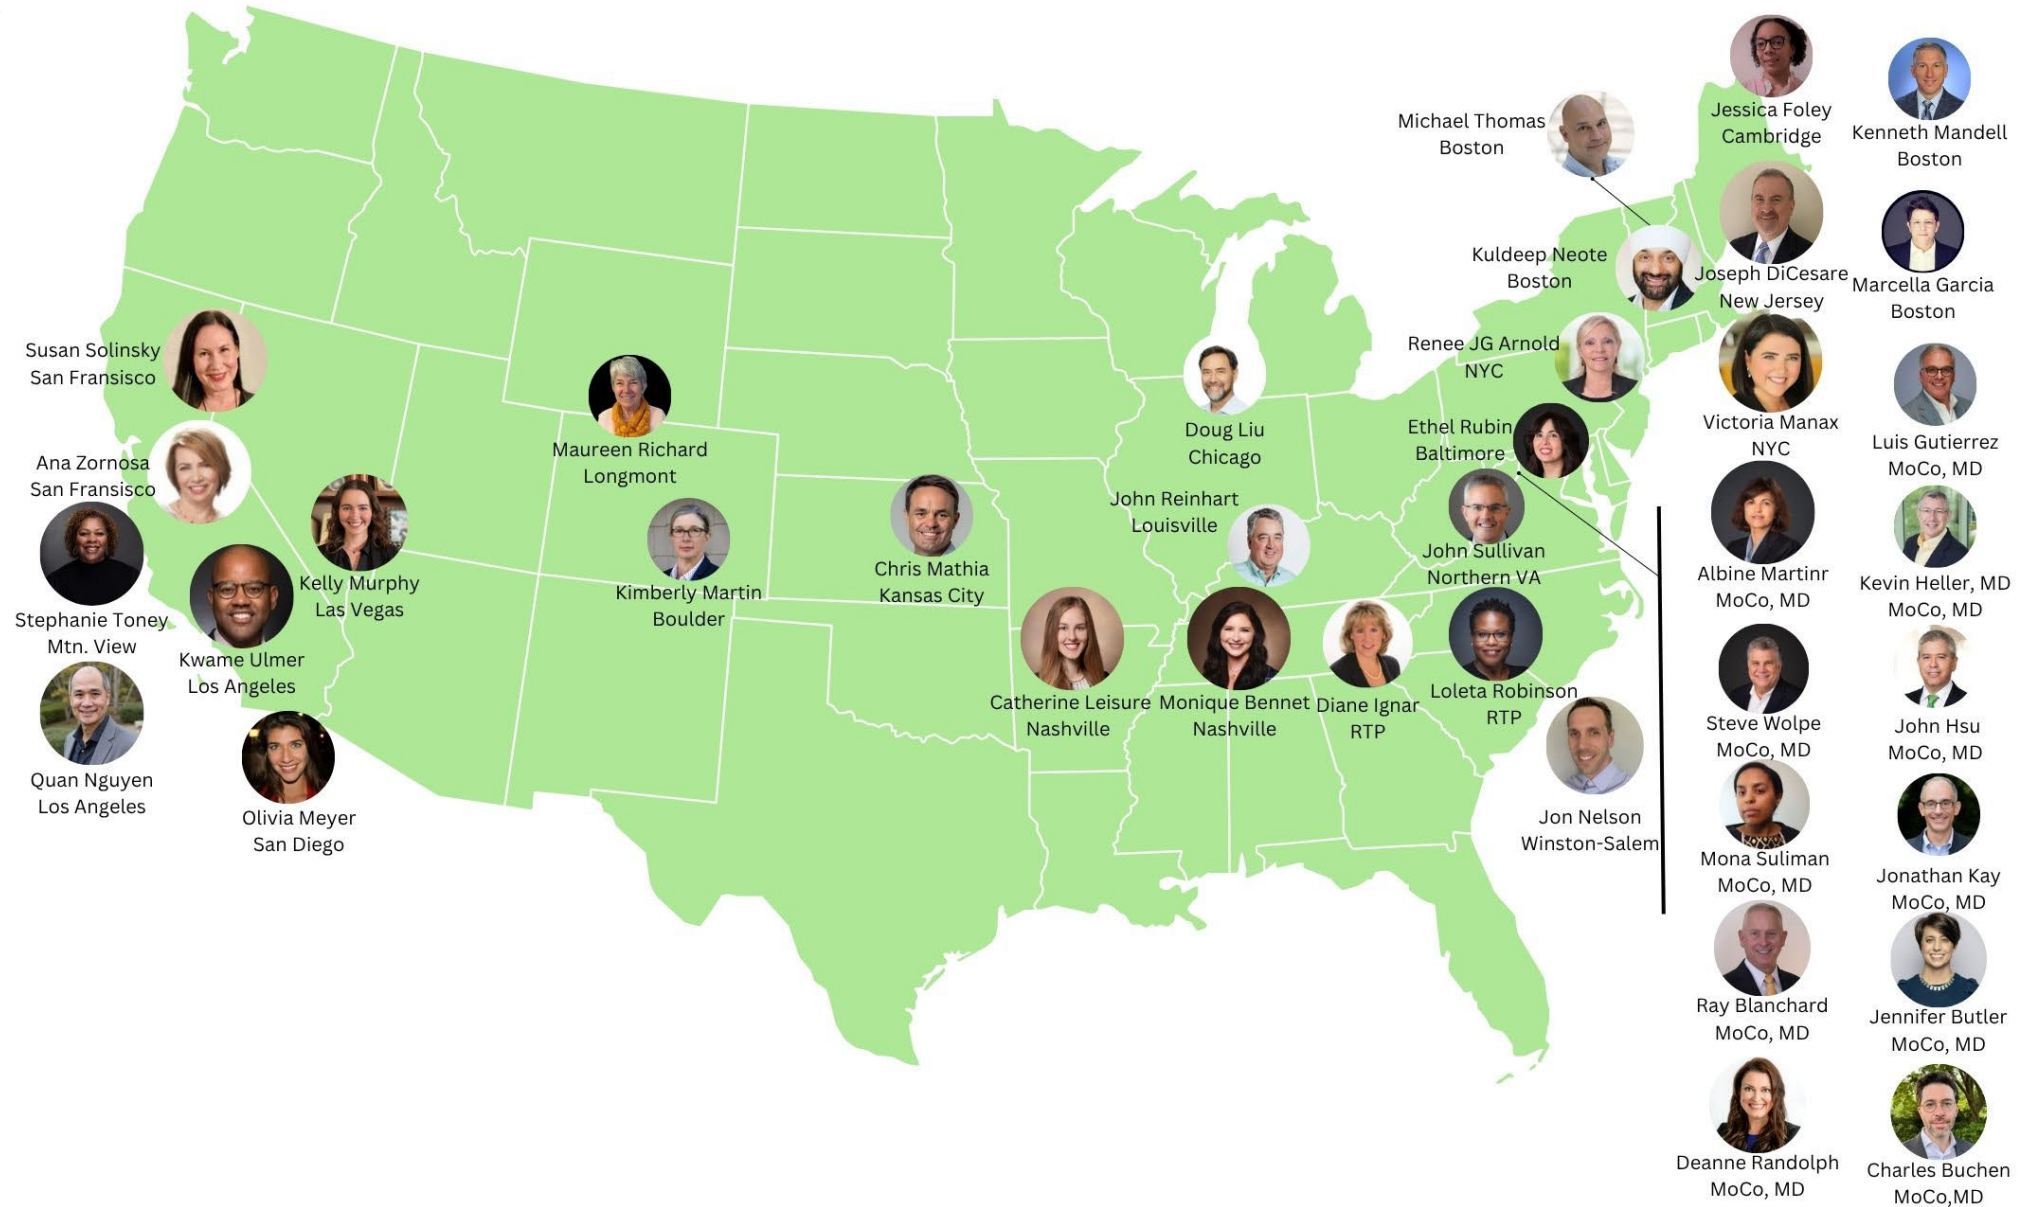 Jessica Foley
Cambridge
Kenneth Mandell
Boston
Michael Thomas
Boston
Kuldeep Neote
Boston
Joseph DiCesare
New Jersey
Marcella Garcia
Boston
Renee JG Arnold
NYC
Victoria Manax
NYC
Luis Gutierrez
MoCo, MD
Ethel Rubin
Baltimore
Susan Solinsky
San Fransisco
Ana Zornosa
San Fransisco
Stephanie Toney
Mtn. View
Kwame Ulmer
Los Angeles
Kelly Murphy
Las Vegas
Quan Nguyen
Los Angeles
Olivia Meyer
San Diego
Maureen Richard
Longmont
Kimberly Martin
Boulder
Chris Mathia
Kansas City
Doug Liu
Chicago
John Reinhart
Louisville
John Sullivan
Northern VA
Catherine Leisure
Nashville
Monique Bennet
Nashville
Diane Ignar
RTP
Loleta Robinson
RTP
Jon Nelson
Winston-Salem
Albine Martinr
MoCo, MD
Kevin Heller, MD
MoCo, MD
Steve Wolpe
MoCo, MD
John Hsu
MoCo, MD
Mona Suliman
MoCo, MD
Jonathan Kay
MoCo, MD
Ray Blanchard
MoCo, MD
Jennifer Butler
MoCo, MD
Deanne Randolph
MoCo, MD
Charles Buchen
MoCo,MD